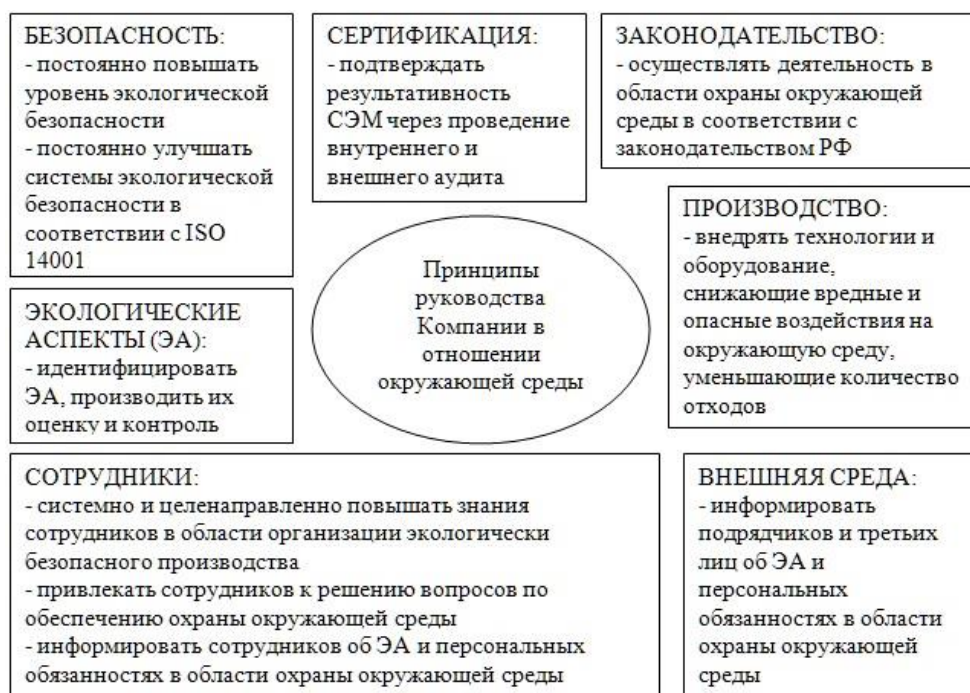 БЕЗОПАСНОСТЬ:
- постоянно повышать
уровень экологической
безопасности
- постоянно улучшать
системы экологической
безопасности в
соответствии с ISO
14001
СЕРТИФИКАЦИЯ:
- подтверждать
результативность
СЭМ через проведение
внутреннего и
внешнего аудита
ЗАКОНОДАТЕЛЬСТВО:
- осуществлять деятельность в
области охраны окружающей
среды в соответствии с
законодательством РФ
ПРОИЗВОДСТВО:
- внедрять технологии и
оборудование,
снижающие вредные и
опасные воздействия на
окружающую среду,
уменьшающие количество
отходов
Принципы
руководства
Компании в
отношении
окружающей среды
ЭКОЛОГИЧЕСКИЕ
АСПЕКТЫ (ЭА):
- идентифицировать
ЭА, производить их
оценку и контроль
СОТРУДНИКИ:
- системно и целенаправленно повышать знания
сотрудников в области организации экологически
безопасного производства
- привлекать сотрудников к решению вопросов по
обеспечению охраны окружающей среды
- информировать сотрудников об ЭА и персональных
обязанностях в области охраны окружающей среды
ВНЕШНЯЯ СРЕДА:
- информировать
подрядчиков и третьих
лиц об ЭА и
персональных
обязанностях в области
охраны окружающей
среды